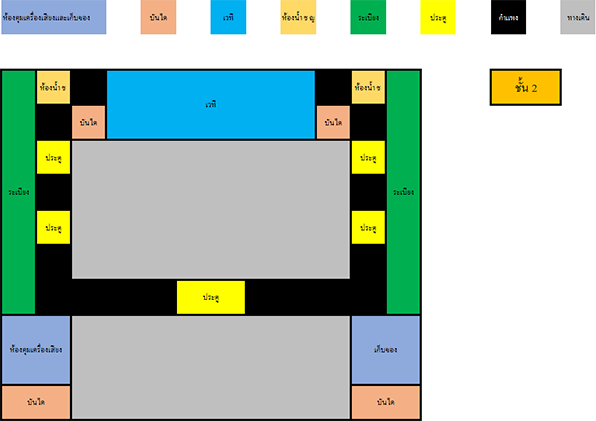 ห้องคุมเครื่องเสียงและเก็บของ บันได เวที ห้องน้ำ ช ญ ระเบียง ประตู กำแพง ทางเดิน
ห้องน้ำ ช เวที ห้องน้ำ ช ชั้น 2
บันได บันได
ประตู ประตู
ระเบียง ระเบียง
ประตู ประตู
ประตู
ห้องคุมเครื่องเสียง เก็บของ
บันได บันได